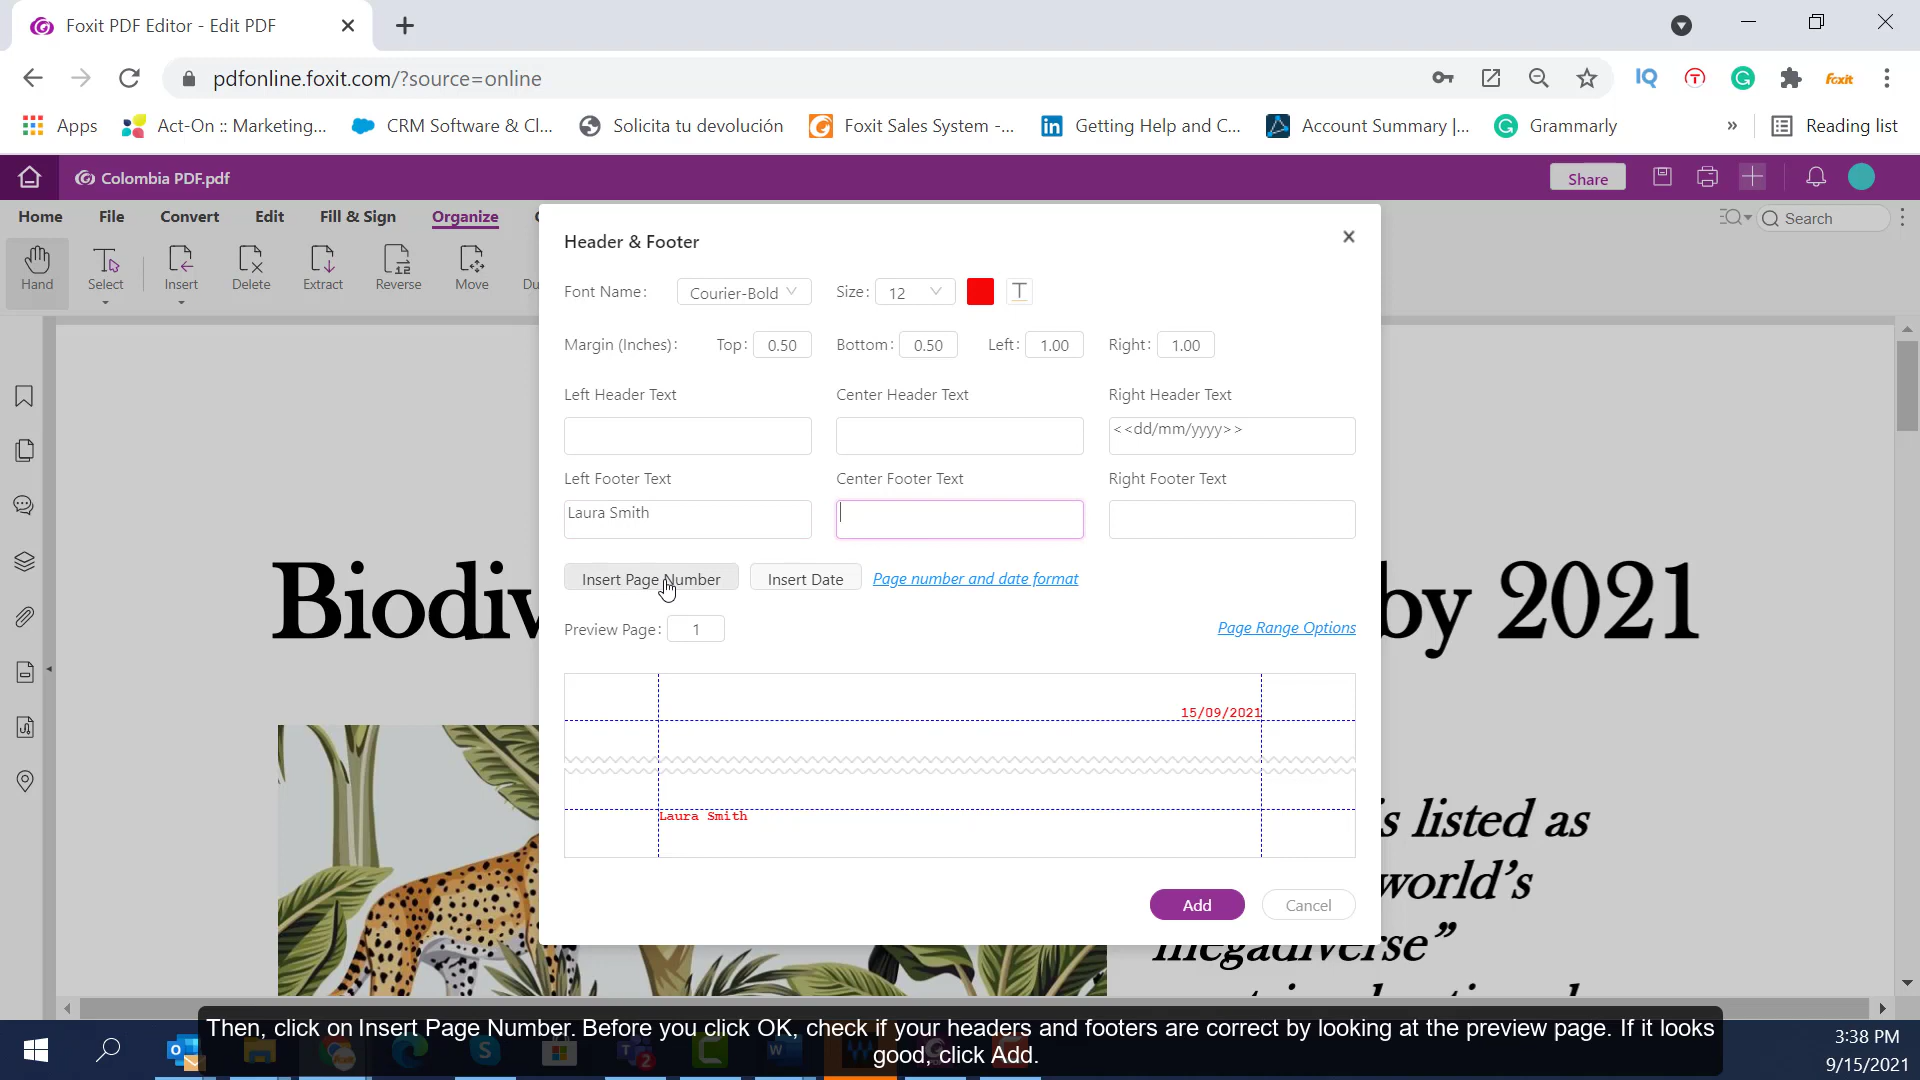 Foxit PDF Editor - Edit PDF
pdfonline.foxit.com/?source=online
IQ
T
G
foxit
Apps
Act-On :: Marketing...
CRM Software & Cl...
Solicita tu devolución
Foxit Sales System -...
Getting Help and C...
Account Summary |...
Grammarly
»
Reading list
Colombia PDF.pdf
Share
Home
File
Convert
Edit
Fill & Sign
Organize
Search
Hand
Select
Insert
Delete
Extract
Reverse
Move
Du
Header & Footer
Font Name:
Courier-Bold
Size:
12
T
Margin (Inches):
Top:
0.50
Bottom:
0.50
Left:
1.00
Right:
1.00
Left Header Text
Center Header Text
Right Header Text
<<dd/mm/yyyy>>
Left Footer Text
Center Footer Text
Right Footer Text
Laura Smith
Insert Page Number
Insert Date
Page number and date format
Preview Page:
1
Page Range Options
15/09/2021
Laura Smith
Add
Cancel
Biodiv
by 2021
s listed as
world's
megadiverse”
Then, click on Insert Page Number. Before you click OK, check if your headers and footers are correct by looking at the preview page. If it looks
good, click Add.
3:38 PM
9/15/2021